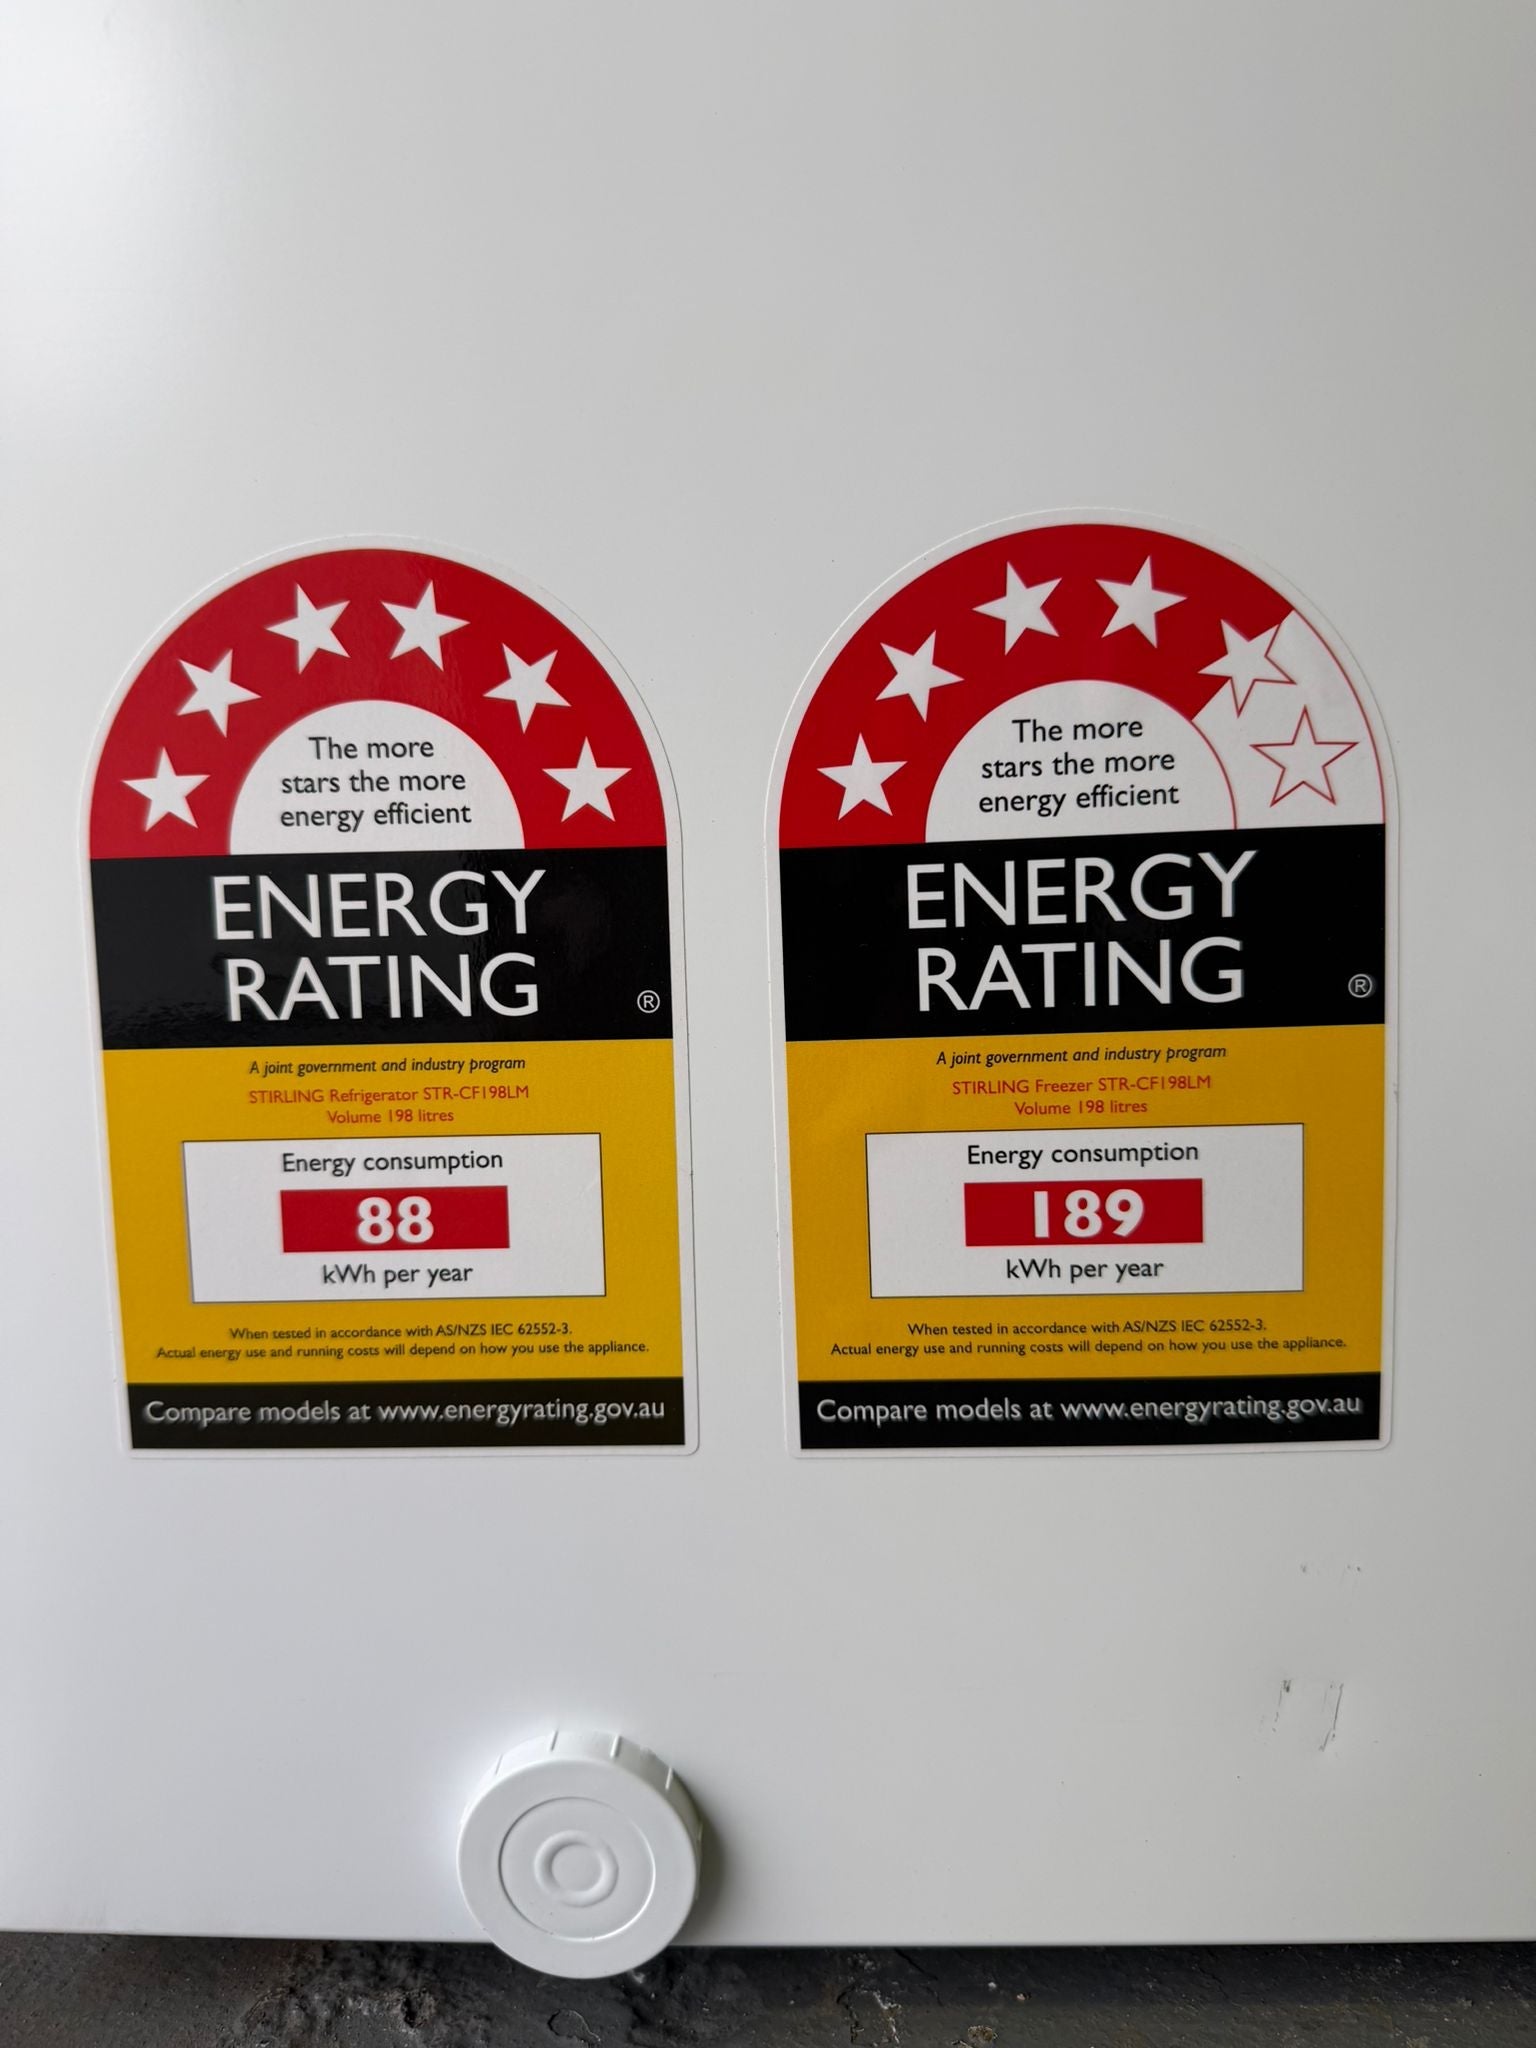 The more
stars the more
energy efficient
ENERGY
RATING
®
A joint government and industry program
STIRLING Refrigerator STR-CF198LM
Volume 198 litres
Energy consumption
88
kWh per year
When tested in accordance with AS/NZS IEC 62552-3.
Actual energy use and running costs will depend on how you use the appliance.
Compare models at www.energyrating.gov.au
The more
stars the more
energy efficient
ENERGY
RATING
®
A joint government and industry program
STIRLING Freezer STR-CF198LM
Volume 198 litres
Energy consumption
189
kWh per year
When tested in accordance with AS/NZS IEC 62552-3.
Actual energy use and running costs will depend on how you use the appliance.
Compare models at www.energyrating.gov.au